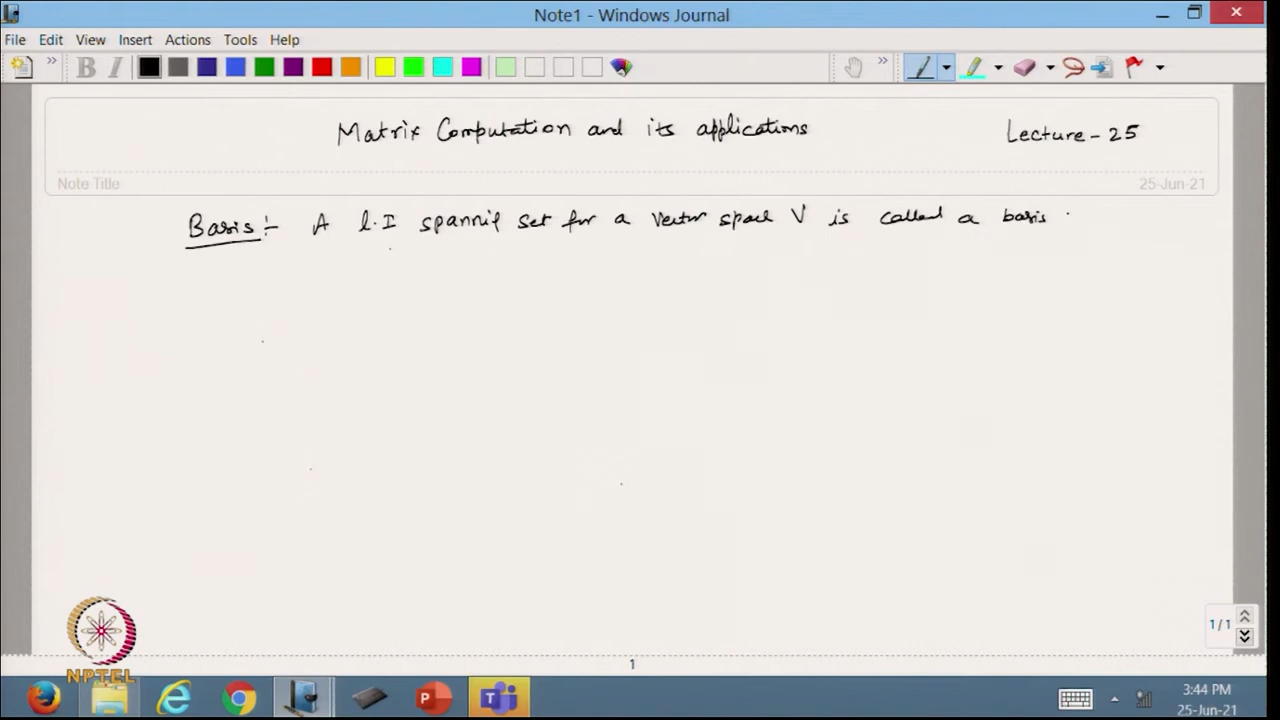 Note1 - Windows Journal
File Edit View Insert Actions Tools Help
Matrix Computation and its applications Lecture-25
Note Title 25-Jun-21
Basis:- A l.I spannig set for a vector space V is called a basis.
1/1
1
NPTEL
3:44 PM
25-Jun-21